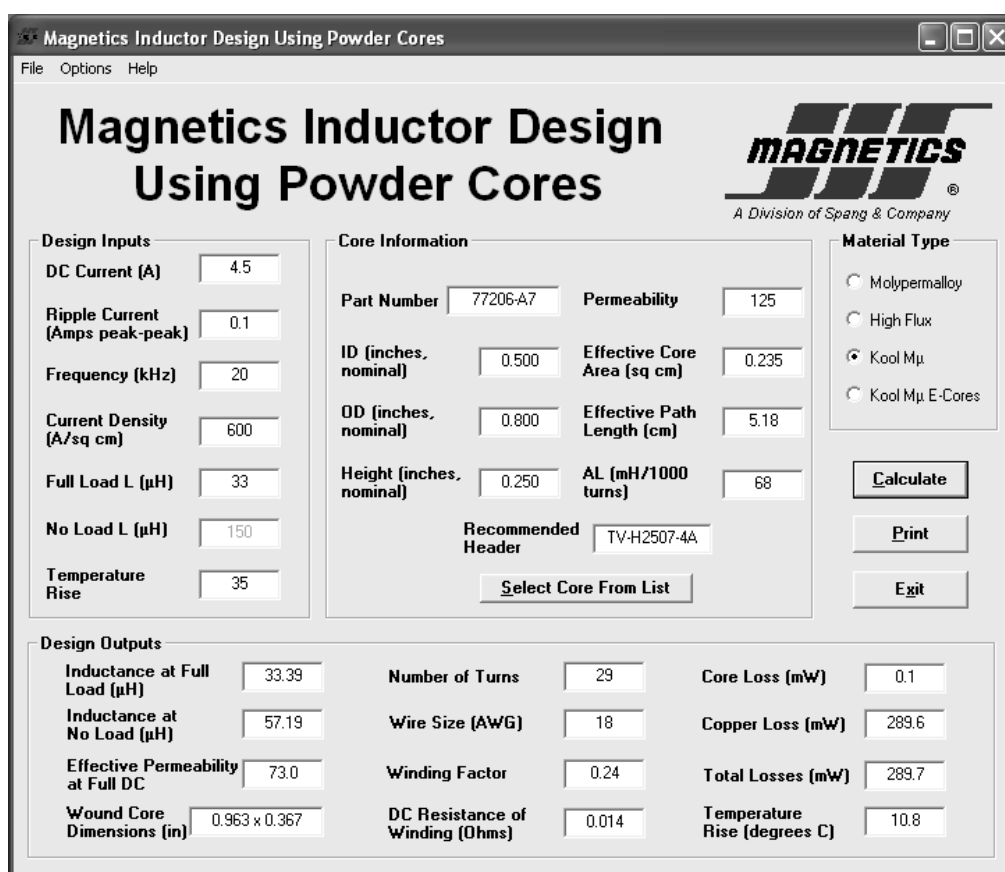 Magnetics Inductor Design Using Powder Cores
File Options Help
Magnetics Inductor Design
Using Powder Cores
MAGNETICS
®
A Division of Spang & Company
Design Inputs
DC Current (A) 4.5
Ripple Current
(Amps peak-peak) 0.1
Frequency (kHz) 20
Current Density
(A/sq cm) 600
Full Load L (µH) 33
No Load L (µH) 150
Temperature
Rise 35
Core Information
Part Number 77206-A7
Permeability 125
ID (inches,
nominal) 0.500
Effective Core
Area (sq cm) 0.235
OD (inches,
nominal) 0.800
Effective Path
Length (cm) 5.18
Height (inches,
nominal) 0.250
AL (mH/1000
turns) 68
Recommended
Header TV-H2507-4A
Select Core From List
Material Type
Molypermalloy
High Flux
Kool Mµ
Kool Mµ E-Cores
Calculate
Print
Exit
Design Outputs
Inductance at Full
Load (µH) 33.39
Number of Turns 29
Core Loss (mW) 0.1
Inductance at
No Load (µH) 57.19
Wire Size (AWG) 18
Copper Loss (mW) 289.6
Effective Permeability
at Full DC 73.0
Winding Factor 0.24
Total Losses (mW) 289.7
Wound Core
Dimensions (in) 0.963 x 0.367
DC Resistance of
Winding (Ohms) 0.014
Temperature
Rise (degrees C) 10.8